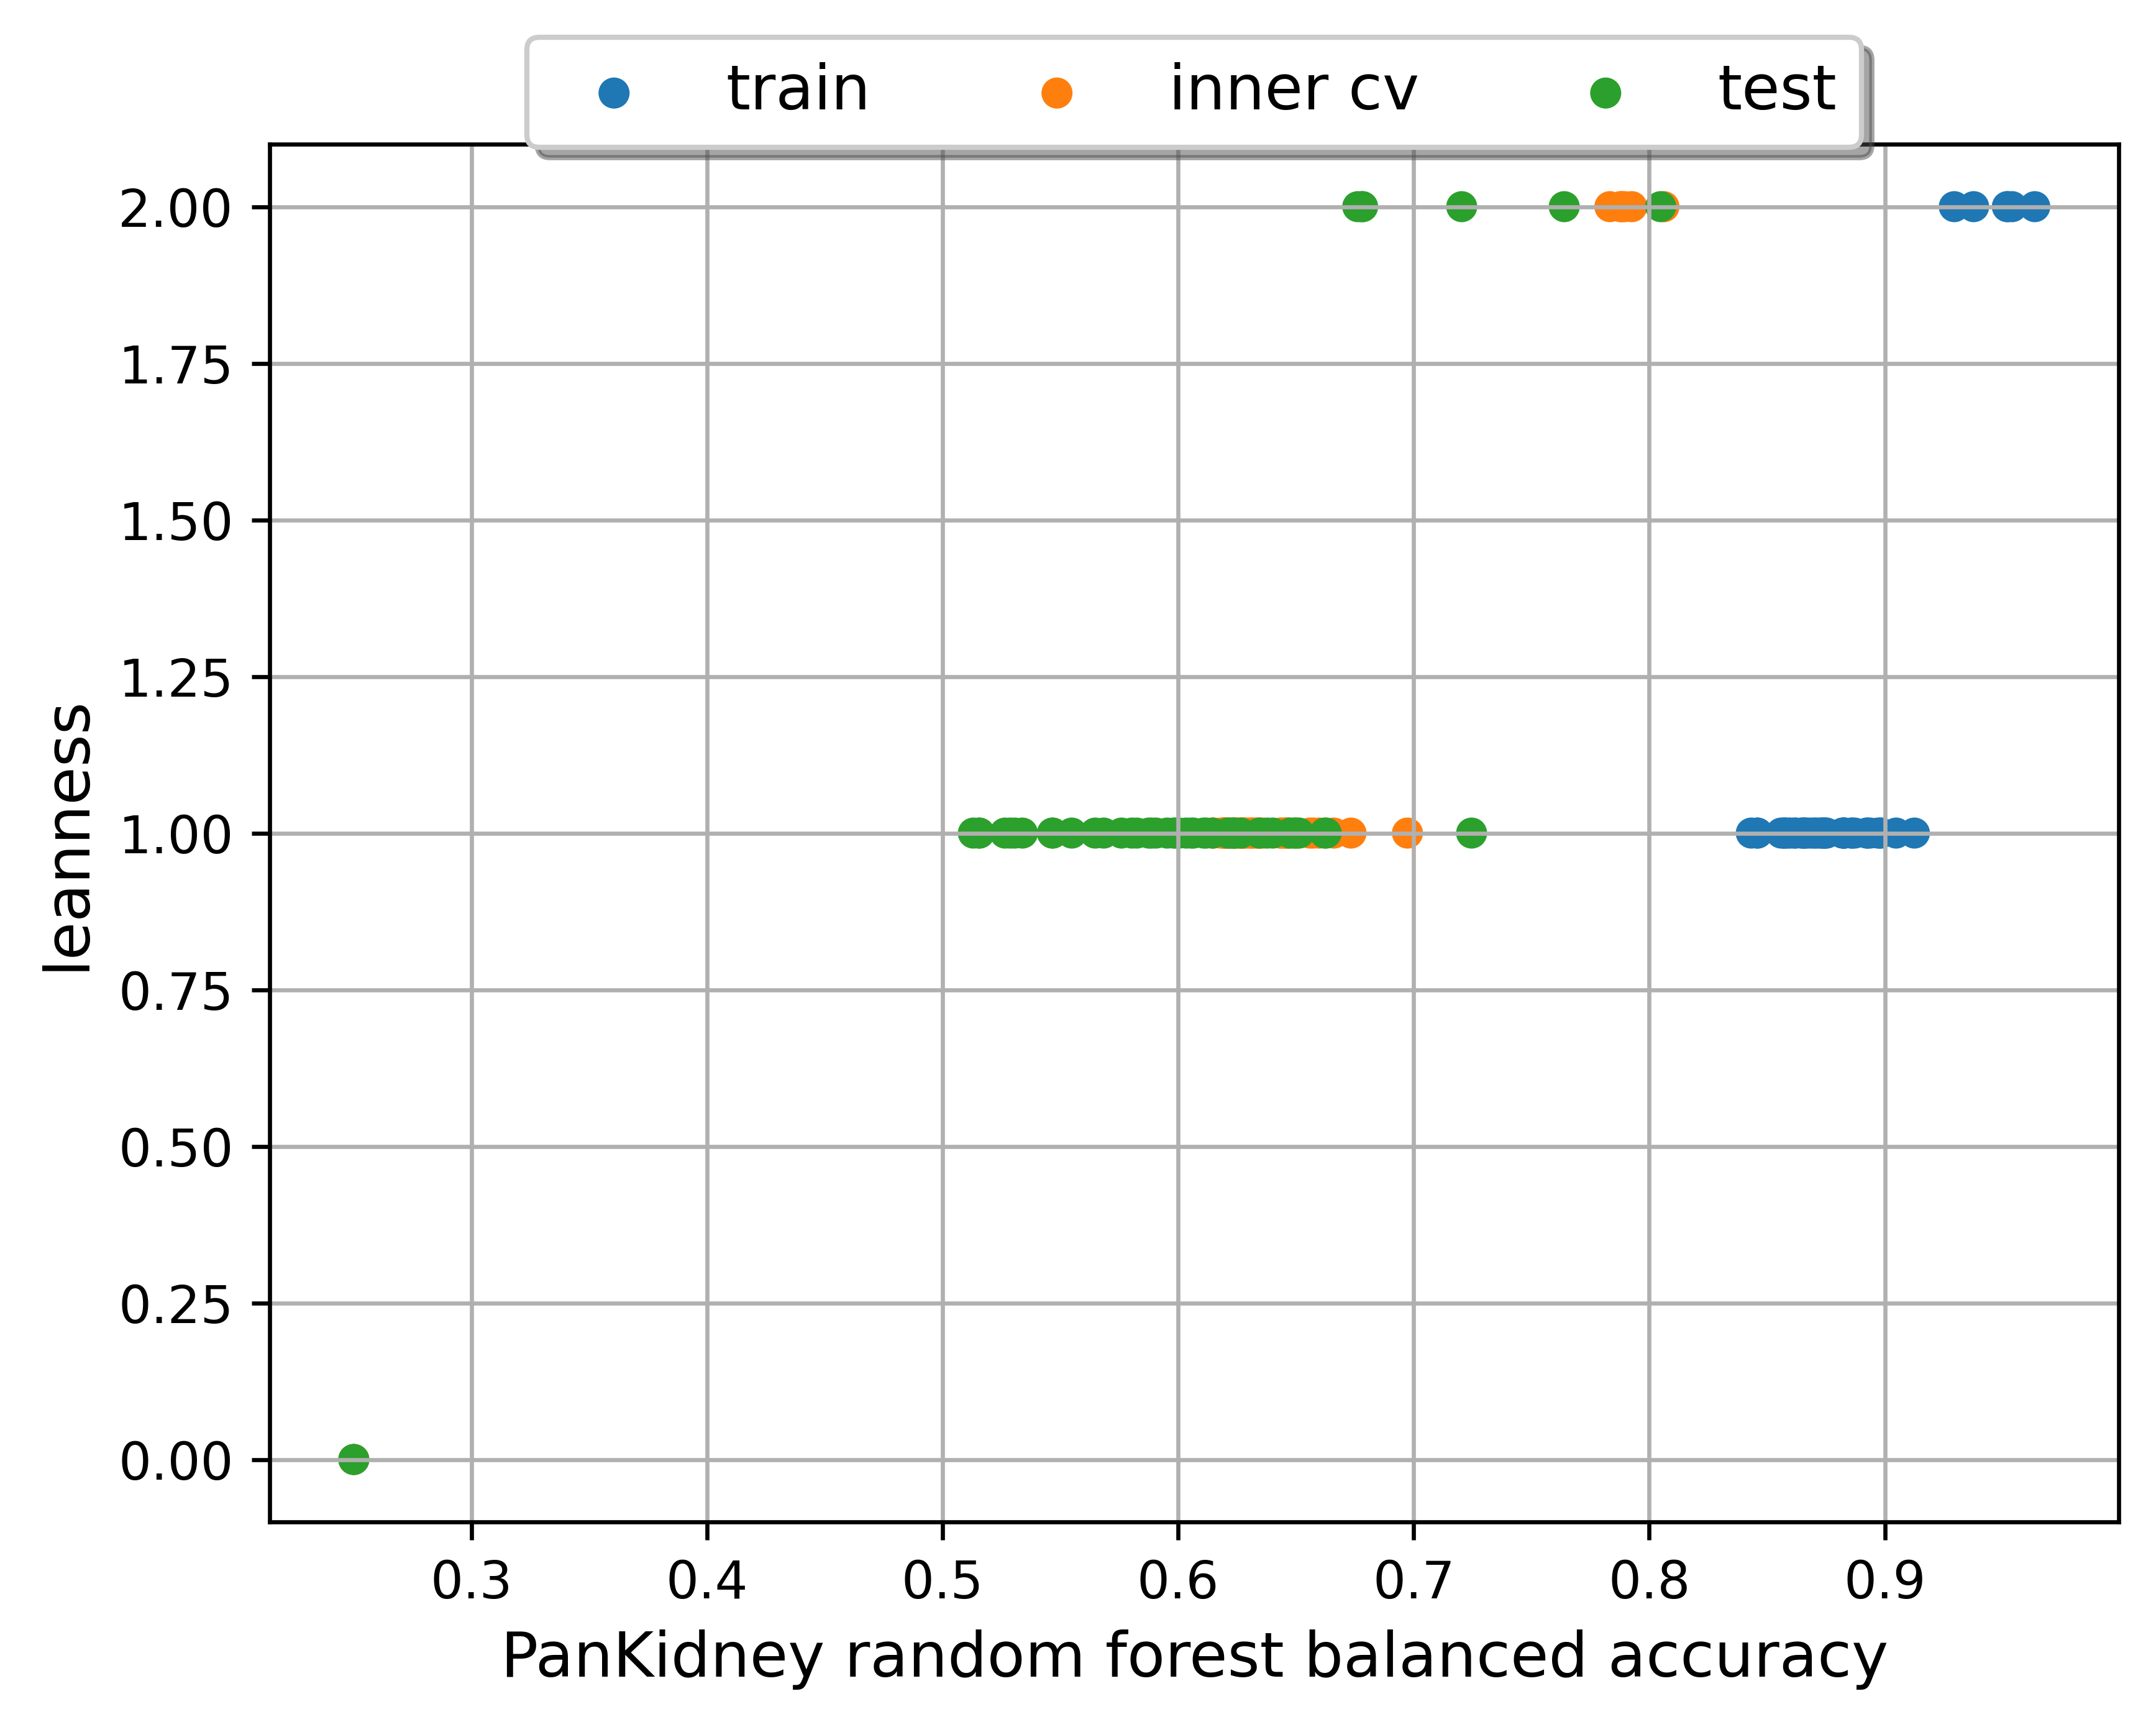 train inner cv test
2.00
1.75
1.50
1.25
1.00
0.75
0.50
0.25
0.00
leanness
0.3 0.4 0.5 0.6 0.7 0.8 0.9
PanKidney random forest balanced accuracy